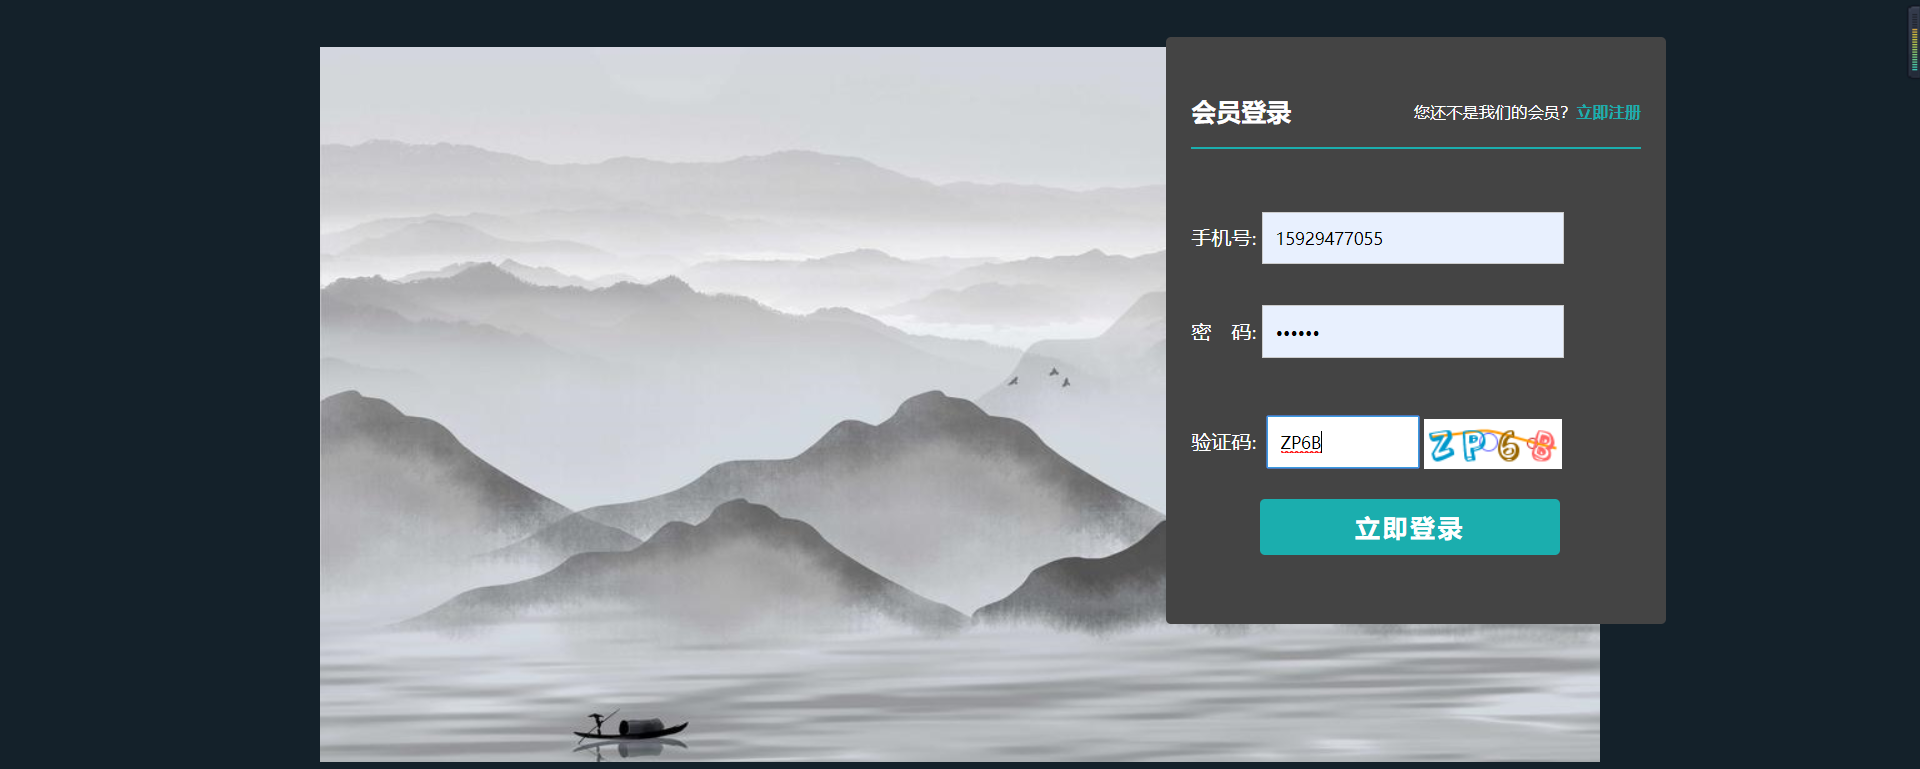 会员登录 您还不是我们的会员？立即注册
手机号: 15929477055
密 码: ••••••
验证码: ZP6B ZP6B
立即登录